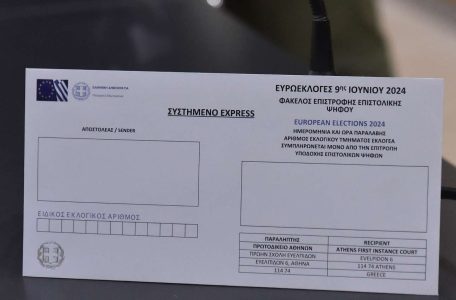 ΕΛΛΗΝΙΚΗ ΔΗΜΟΚΡΑΤΙΑ
ΕΥΡΩΕΚΛΟΓΕΣ 9ης ΙΟΥΝΙΟΥ 2024
ΦΑΚΕΛΟΣ ΕΠΙΣΤΡΟΦΗΣ ΕΠΙΣΤΟΛΙΚΗΣ
ΨΗΦΟΥ
ΣΥΣΤΗΜΕΝΟ EXPRESS
EUROPEAN ELECTIONS 2024
ΑΠΟΣΤΟΛΕΑΣ / SENDER
ΗΜΕΡΟΜΗΝΙΑ ΚΑΙ ΩΡΑ ΠΑΡΑΛΑΒΗΣ
ΑΡΙΘΜΟΣ ΕΚΛΟΓΙΚΟΥ ΤΜΗΜΑΤΟΣ ΕΚΛΟΓΕΑ
ΣΥΜΠΛΗΡΩΝΕΤΑΙ ΜΟΝΟ ΑΠΟ ΤΗΝ ΕΠΙΤΡΟΠΗ
ΥΠΟΔΟΧΗΣ ΕΠΙΣΤΟΛΙΚΩΝ ΨΗΦΩΝ
ΕΙΔΙΚΟΣ ΕΚΛΟΓΙΚΟΣ ΑΡΙΘΜΟΣ
ΠΑΡΑΛΗΠΤΗΣ RECIPIENT
ΠΡΩΤΟΔΙΚΕΙΟ ΑΘΗΝΩΝ ATHENS FIRST INSTANCE COURT
ΠΡΩΗΝ ΣΧΟΛΗ ΕΥΕΛΠΙΔΩΝ EVELPIDON 6
ΕΥΕΛΠΙΔΩΝ 6, ΑΘΗΝΑ 114 74 ATHENS
114 74 GREECE